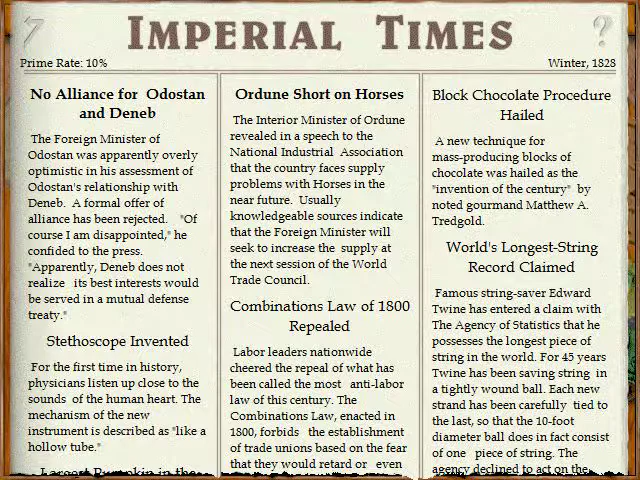 IMPERIAL TIMES
Prime Rate: 10%
Winter, 1828
No Alliance for Odostan
and Deneb
The Foreign Minister of
Odostan was apparently overly
optimistic in his assessment of
Odostan's relationship with
Deneb. A formal offer of
alliance has been rejected. "Of
course I am disappointed," he
confided to the press.
"Apparently, Deneb does not
realize its best interests would
be served in a mutual defense
treaty."
Stethoscope Invented
For the first time in history,
physicians listen up close to the
sounds of the human heart. The
mechanism of the new
instrument is described as "like a
hollow tube."
Largest Pumpkin in the
Ordune Short on Horses
The Interior Minister of Ordune
revealed in a speech to the
National Industrial Association
that the country faces supply
problems with Horses in the
near future. Usually
knowledgeable sources indicate
that the Foreign Minister will
seek to increase the supply at
the next session of the World
Trade Council.
Combinations Law of 1800
Repealed
Labor leaders nationwide
cheered the repeal of what has
been called the most anti-labor
law of this century. The
Combinations Law, enacted in
1800, forbids the establishment
of trade unions based on the fear
that they would retard or even
Block Chocolate Procedure
Hailed
A new technique for
mass-producing blocks of
chocolate was hailed as the
"invention of the century" by
noted gourmand Matthew A.
Tredgold.
World's Longest-String
Record Claimed
Famous string-saver Edward
Twine has entered a claim with
The Agency of Statistics that he
possesses the longest piece of
string in the world. For 45 years
Twine has been saving string in
a tightly wound ball. Each new
strand has been carefully tied to
the last, so that the 10-foot
diameter ball does in fact consist
of one piece of string. The
agency declined to act on the